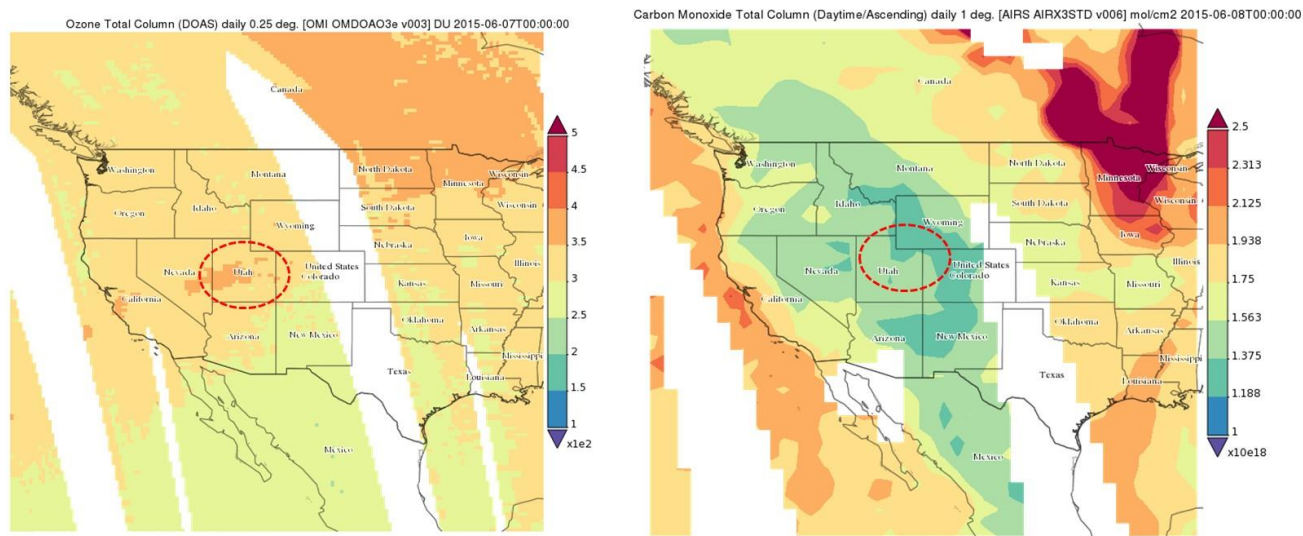 Ozone Total Column (DOAS) daily 0.25 deg. [OMI OMDOAO3e v003] DU 2015-06-07T00:00:00
Canada
Washington
Montana
North Dakota
Minnesota
Wisconsin
Oregon
Idaho
South Dakota
Wisconsin
Wyoming
Nebraska
Iowa
Nevada
Utah
United States
Colorado
Illinois
California
Kansas
Missouri
Arizona
New Mexico
Oklahoma
Arkansas
Mississippi
Texas
Louisiana
Mexico
5
4.5
4
3.5
3
2.5
2
1.5
1
x1e2
Carbon Monoxide Total Column (Daytime/Ascending) daily 1 deg. [AIRS AIRX3STD v006] mol/cm2 2015-06-08T00:00:00
Canada
Washington
Montana
North Dakota
Minnesota
Wisconsin
Oregon
Idaho
South Dakota
Wisconsin
Wyoming
Iowa
Nevada
Utah
United States
Colorado
Illinois
California
Kansas
Missouri
Arizona
New Mexico
Oklahoma
Arkansas
Mississippi
Texas
Louisiana
Mexico
2.5
2.313
2.125
1.938
1.75
1.563
1.375
1.188
1
x10e18